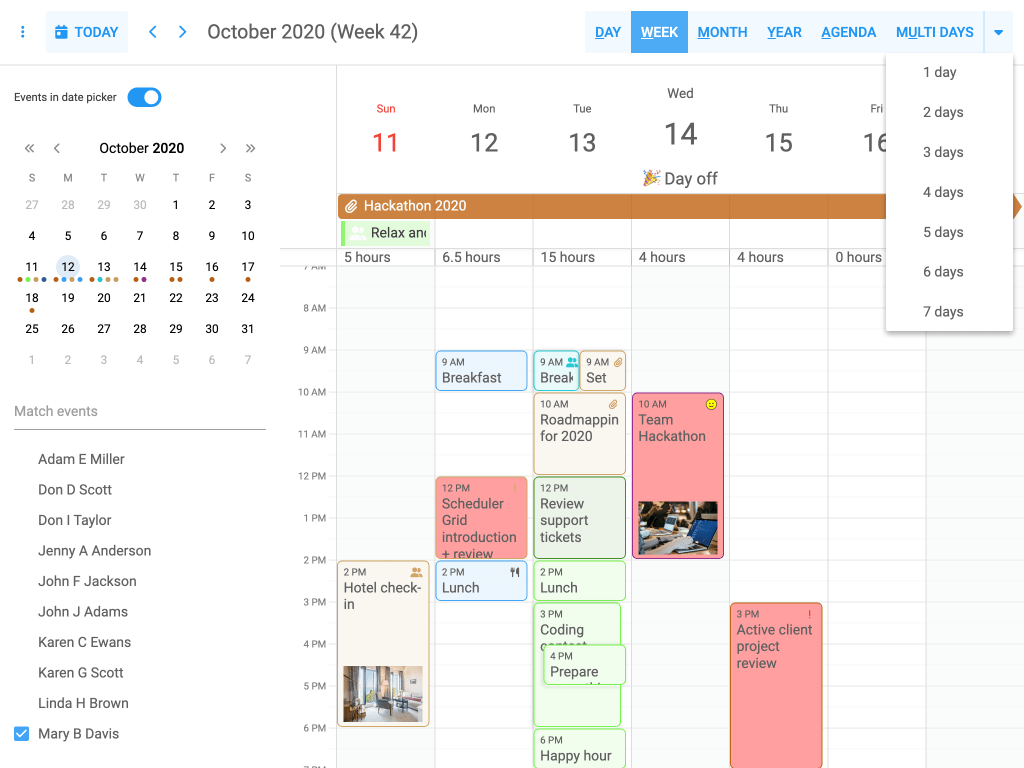 TODAY
October 2020 (Week 42)
DAY
WEEK
MONTH
YEAR
AGENDA
MULTI DAYS
1 day
2 days
3 days
4 days
5 days
6 days
7 days
Events in date picker
October 2020
S M T W T F S
27 28 29 30 1 2 3
4 5 6 7 8 9 10
11 12 13 14 15 16 17
18 19 20 21 22 23 24
25 26 27 28 29 30 31
1 2 3 4 5 6 7
Match events
Adam E Miller
Don D Scott
Don I Taylor
Jenny A Anderson
John F Jackson
John J Adams
Karen C Ewans
Karen G Scott
Linda H Brown
Mary B Davis
Sun
11
Mon
12
Tue
13
Wed
14
Day off
Thu
15
Fri
16
Hackathon 2020
Relax and
5 hours
6.5 hours
15 hours
4 hours
4 hours
0 hours
7 AM
8 AM
9 AM
10 AM
11 AM
12 PM
1 PM
2 PM
3 PM
4 PM
5 PM
6 PM
2 PM
Hotel check-
in
9 AM
Breakfast
12 PM
Scheduler
Grid
introduction
+ review
2 PM
Lunch
9 AM
Break
9 AM
Set
10 AM
Roadmappin
for 2020
12 PM
Review
support
tickets
2 PM
Lunch
3 PM
Coding
4 PM
Prepare
6 PM
Happy hour
10 AM
Team
Hackathon
3 PM
Active client
project
review